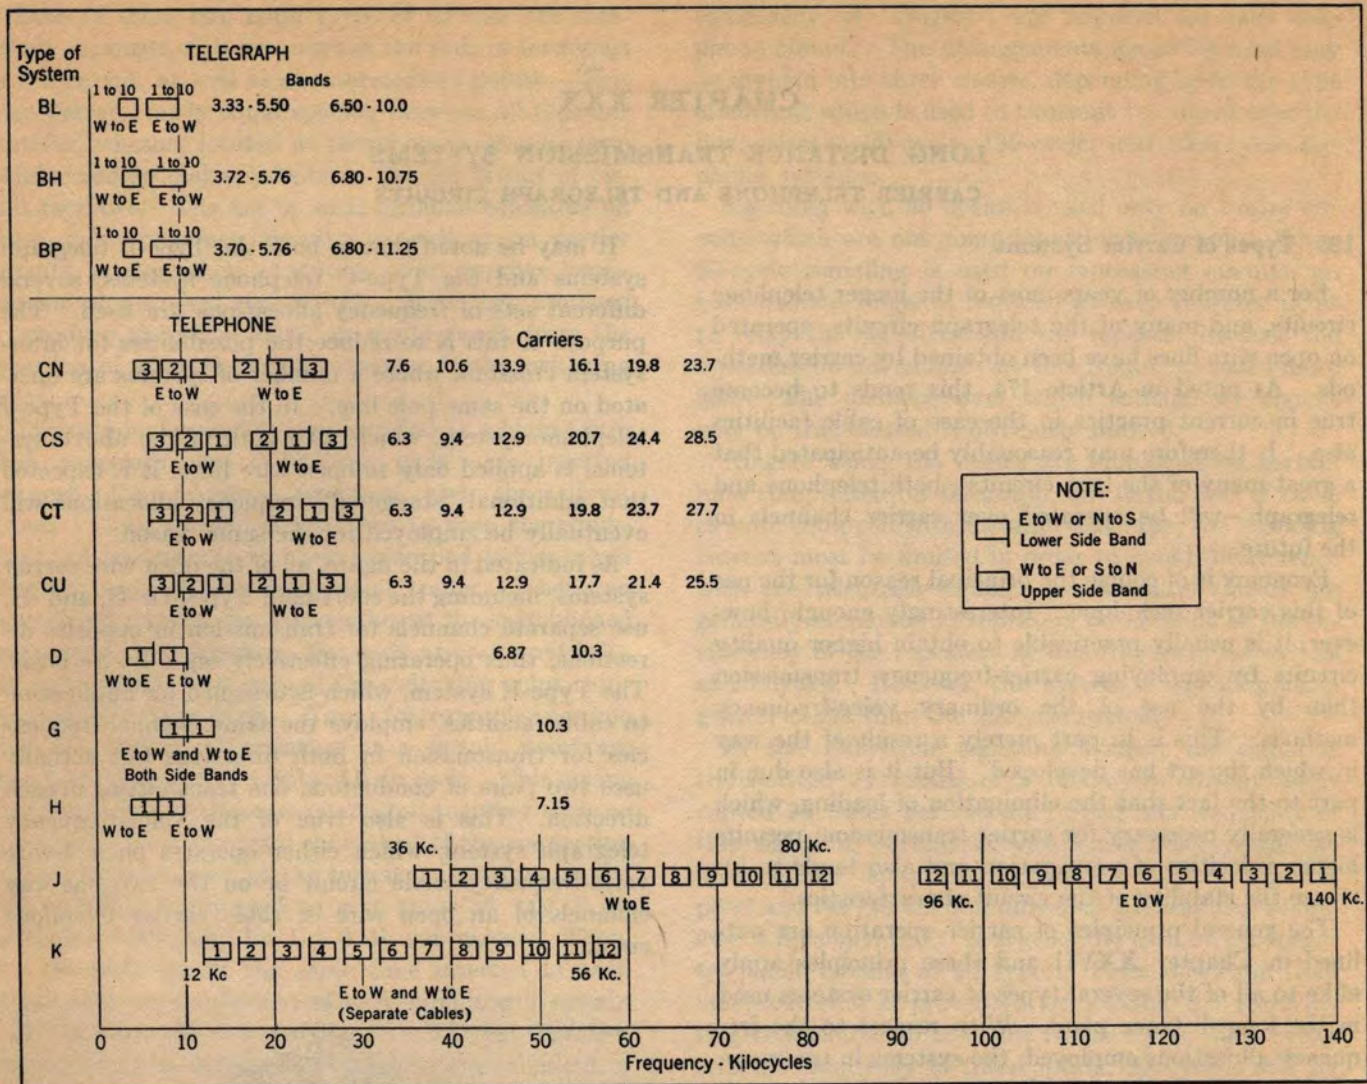 Type of System TELEGRAPH
Bands
BL 1 to 10 1 to 10 3.33 - 5.50 6.50 - 10.0
W to E E to W
BH 1 to 10 1 to 10 3.72 - 5.76 6.80 - 10.75
W to E E to W
BP 1 to 10 1 to 10 3.70 - 5.76 6.80 - 11.25
W to E E to W
TELEPHONE
Carriers
CN 3 2 1 2 1 3 7.6 10.6 13.9 16.1 19.8 23.7
E to W W to E
CS 3 2 1 2 1 3 6.3 9.4 12.9 20.7 24.4 28.5
E to W W to E
CT 3 2 1 2 1 3 6.3 9.4 12.9 19.8 23.7 27.7
E to W W to E
CU 3 2 1 2 1 3 6.3 9.4 12.9 17.7 21.4 25.5
E to W W to E
NOTE:
E to W or N to S
Lower Side Band
W to E or S to N
Upper Side Band
D 1 1 6.87 10.3
W to E E to W
G 1 1 10.3
E to W and W to E
Both Side Bands
H 1 1 7.15
W to E E to W
36 Kc. 80 Kc.
J 1 2 3 4 5 6 7 8 9 10 11 12 12 11 10 9 8 7 6 5 4 3 2 1
W to E 96 Kc. E to W 140 Kc.
K 1 2 3 4 5 6 7 8 9 10 11 12
12 Kc 56 Kc.
E to W and W to E
(Separate Cables)
0 10 20 30 40 50 60 70 80 90 100 110 120 130 140
Frequency - Kilocycles